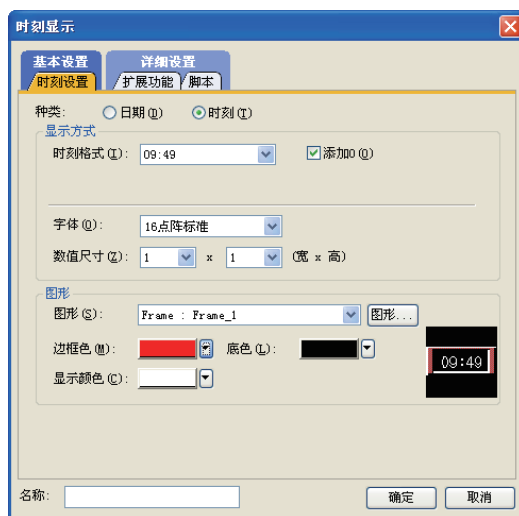 时刻显示
基本设置 详细设置
时刻设置 扩展功能 脚本
种类: 日期(D) 时刻(T)
显示方式
时刻格式(I): 09:49 添加0(0)
字体(O): 16点阵标准
数值尺寸(Z): 1 x 1 (宽 x 高)
图形
图形(S): Frame : Frame_1 图形...
边框色(M): 底色(L):
09:49
显示颜色(C):
名称: 确定 取消